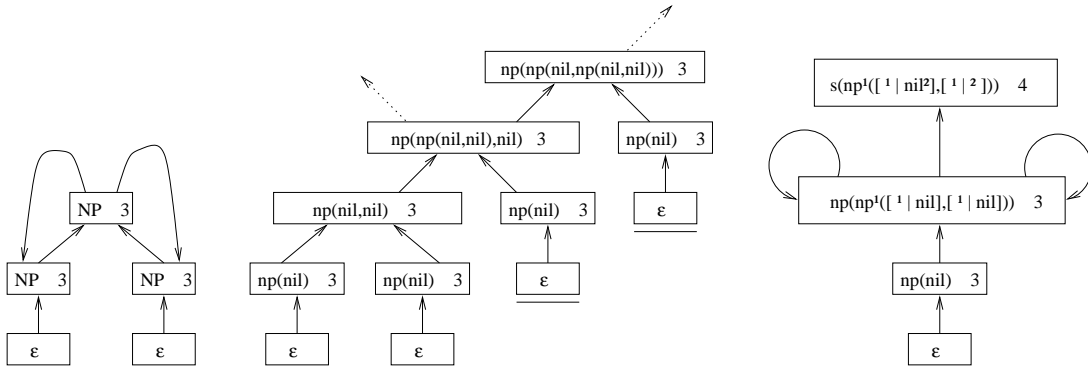 NP 3
NP 3
NP 3
ε
ε
np(np(nil,np(nil,nil))) 3
np(np(nil,nil),nil) 3
np(nil) 3
np(nil,nil) 3
np(nil) 3
ε
np(nil) 3
np(nil) 3
ε
ε
ε
s(np¹([ ¹ | nil²],[ ¹ | ² ])) 4
np(np¹([ ¹ | nil],[ ¹ | nil])) 3
np(nil) 3
ε